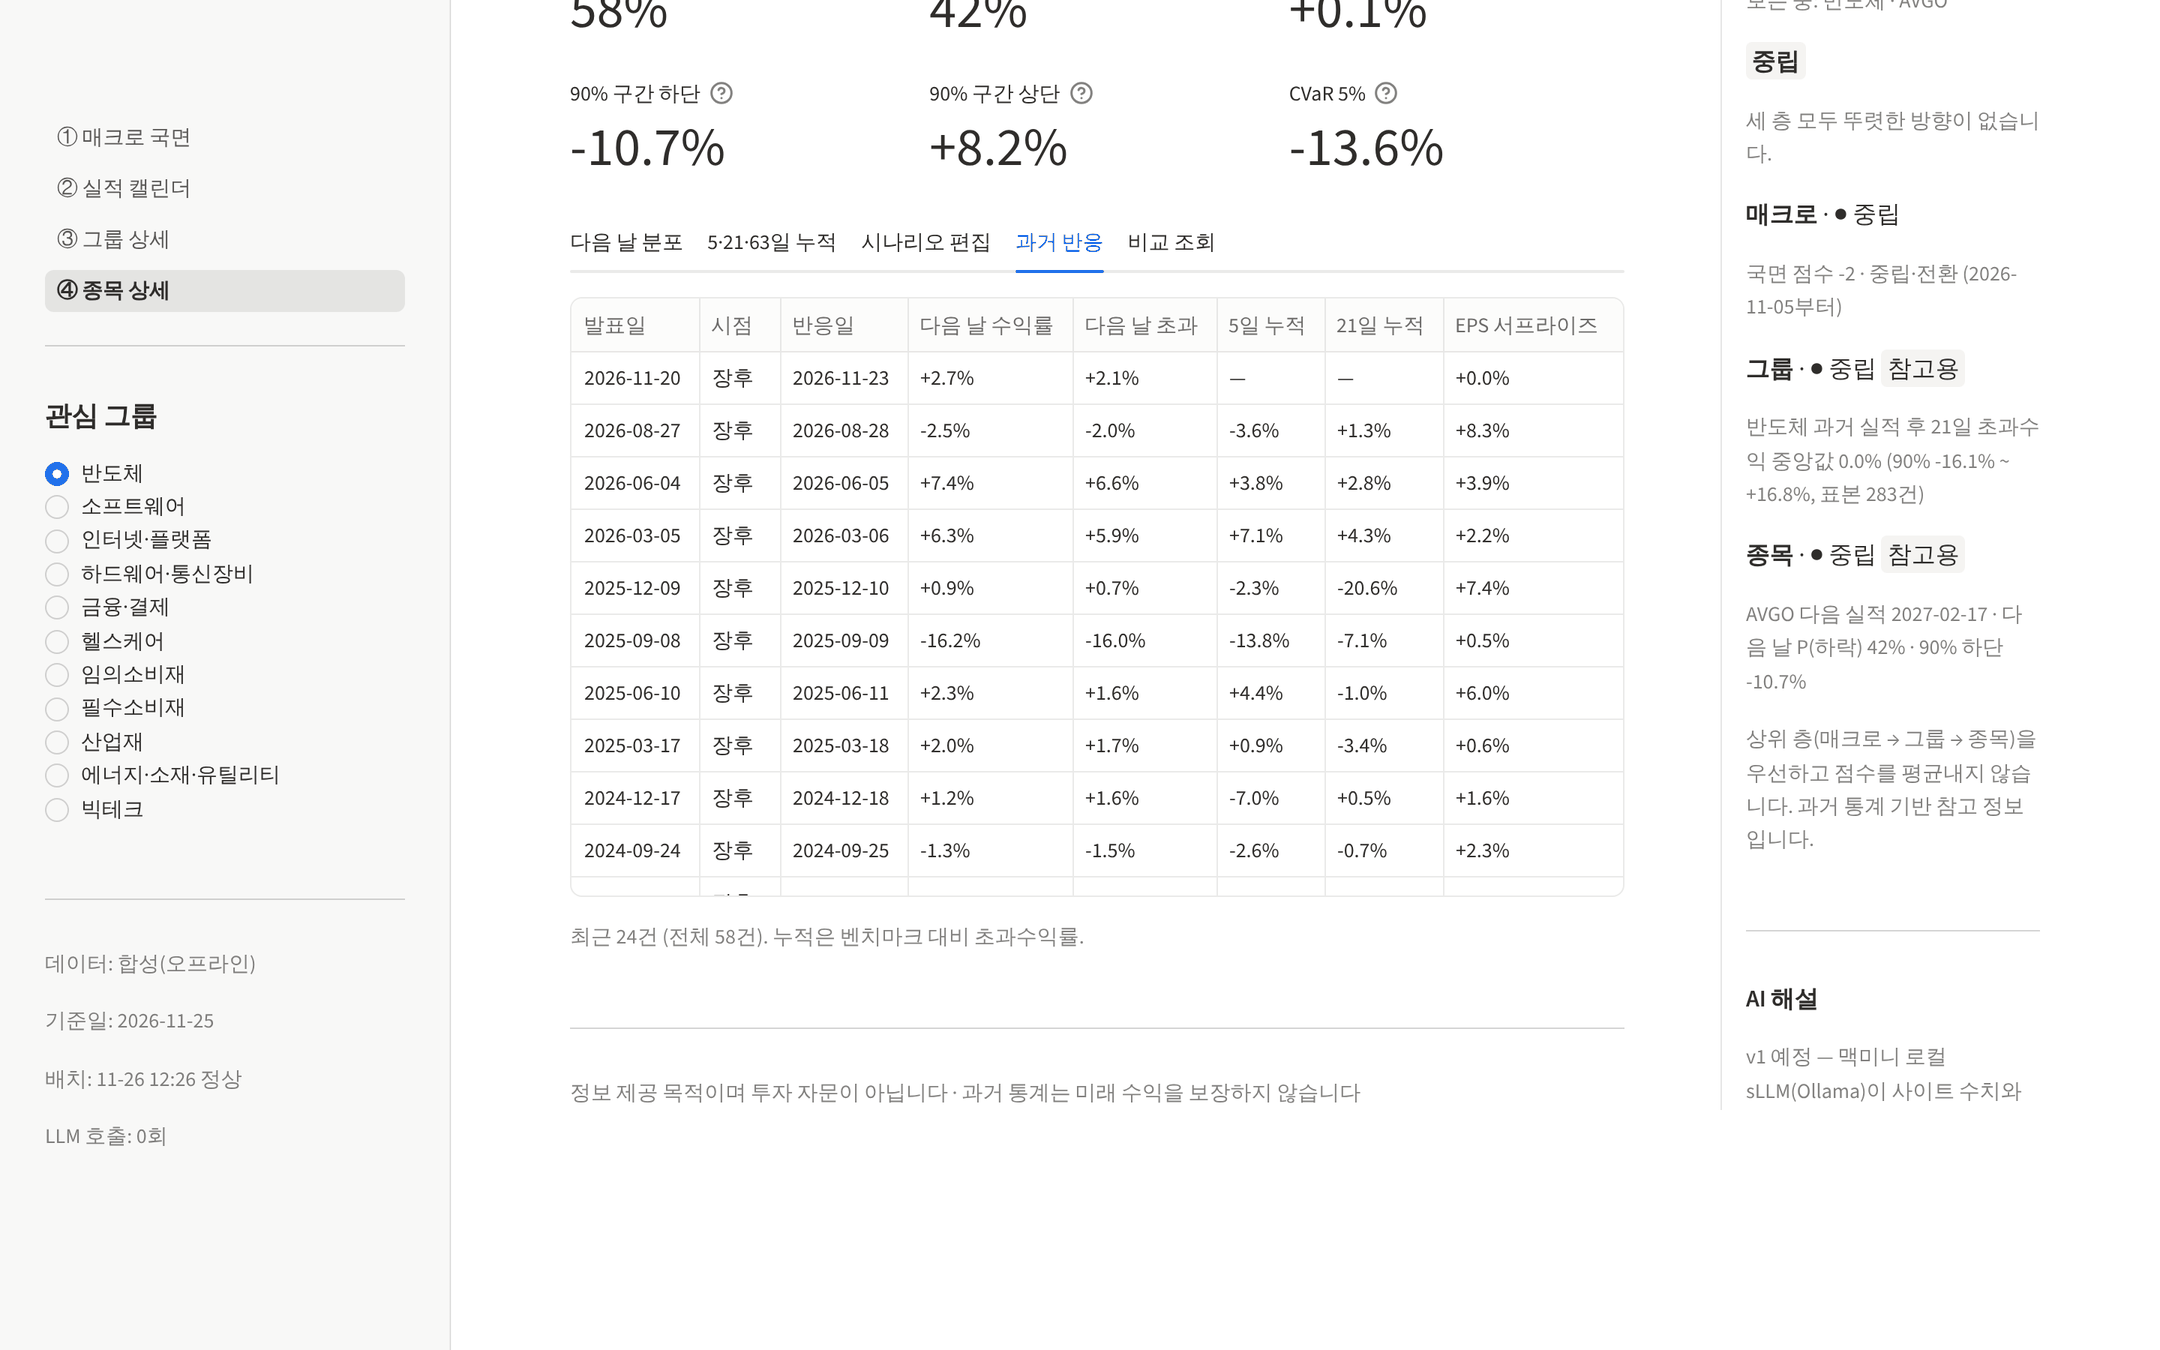 ① 매크로 국면
② 실적 캘린더
③ 그룹 상세
④ 종목 상세
관심 그룹
반도체
소프트웨어
인터넷·플랫폼
하드웨어·통신장비
금융·결제
헬스케어
임의소비재
필수소비재
산업재
에너지·소재·유틸리티
빅테크
데이터: 합성(오프라인)
기준일: 2026-11-25
배치: 11-26 12:26 정상
LLM 호출: 0회
58% 42% +0.1%
90% 구간 하단 90% 구간 상단 CVaR 5%
-10.7% +8.2% -13.6%
다음 날 분포 5·21·63일 누적 시나리오 편집 과거 반응 비교 조회
발표일 시점 반응일 다음 날 수익률 다음 날 초과 5일 누적 21일 누적 EPS 서프라이즈
2026-11-20 장후 2026-11-23 +2.7% +2.1% — — +0.0%
2026-08-27 장후 2026-08-28 -2.5% -2.0% -3.6% +1.3% +8.3%
2026-06-04 장후 2026-06-05 +7.4% +6.6% +3.8% +2.8% +3.9%
2026-03-05 장후 2026-03-06 +6.3% +5.9% +7.1% +4.3% +2.2%
2025-12-09 장후 2025-12-10 +0.9% +0.7% -2.3% -20.6% +7.4%
2025-09-08 장후 2025-09-09 -16.2% -16.0% -13.8% -7.1% +0.5%
2025-06-10 장후 2025-06-11 +2.3% +1.6% +4.4% -1.0% +6.0%
2025-03-17 장후 2025-03-18 +2.0% +1.7% +0.9% -3.4% +0.6%
2024-12-17 장후 2024-12-18 +1.2% +1.6% -7.0% +0.5% +1.6%
2024-09-24 장후 2024-09-25 -1.3% -1.5% -2.6% -0.7% +2.3%
최근 24건 (전체 58건). 누적은 벤치마크 대비 초과수익률.
정보 제공 목적이며 투자 자문이 아닙니다 · 과거 통계는 미래 수익을 보장하지 않습니다
반도체 · AVGO
중립
세 층 모두 뚜렷한 방향이 없습니
다.
매크로 · ● 중립
국면 점수 -2 · 중립·전환 (2026-
11-05부터)
그룹 · ● 중립 참고용
반도체 과거 실적 후 21일 초과수
익 중앙값 0.0% (90% -16.1% ~
+16.8%, 표본 283건)
종목 · ● 중립 참고용
AVGO 다음 실적 2027-02-17 · 다
음 날 P(하락) 42% · 90% 하단
-10.7%
상위 층(매크로 → 그룹 → 종목)을
우선하고 점수를 평균내지 않습
니다. 과거 통계 기반 참고 정보
입니다.
AI 해설
v1 예정 — 맥미니 로컬
sLLM(Ollama)이 사이트 수치와